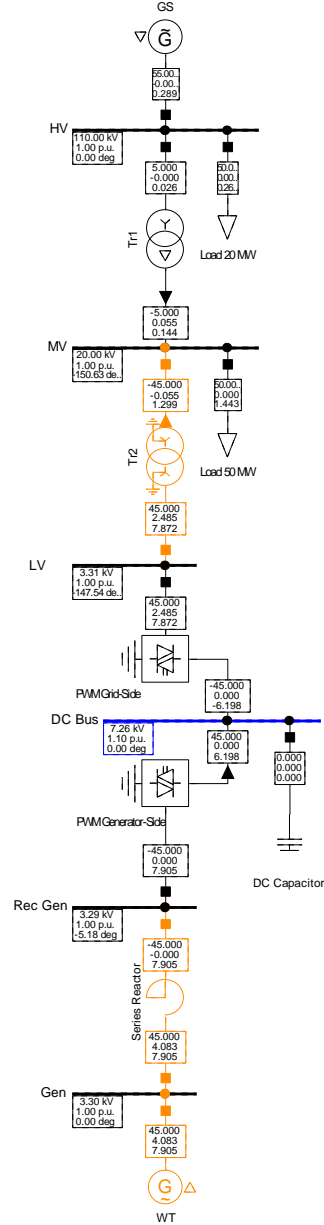 GS
G
55.00..
-0.00..
0.289
HV
110.00 kV
1.00 p.u.
0.00 deg
5.000
-0.000
0.026
50.0..
0.00..
0.26..
Tr1
Y
Load 20 MW
-5.000
0.055
0.144
MV
20.00 kV
1.00 p.u.
-150.63 de..
-45.000
-0.055
1.299
50.00..
0.000
1.443
Tr2
Y
Y
Load 50 MW
45.000
2.485
7.872
LV
3.31 kV
1.00 p.u.
-147.54 de..
45.000
2.485
7.872
PWM Grid-Side
-45.000
0.000
-6.198
DC Bus
7.26 kV
1.10 p.u.
0.00 deg
45.000
0.000
6.198
0.000
0.000
0.000
PWM Generator-Side
DC Capacitor
-45.000
0.000
7.905
Rec Gen
3.29 kV
1.00 p.u.
-5.18 deg
-45.000
-0.000
7.905
Series Reactor
45.000
4.083
7.905
Gen
3.30 kV
1.00 p.u.
0.00 deg
45.000
4.083
7.905
G
WT